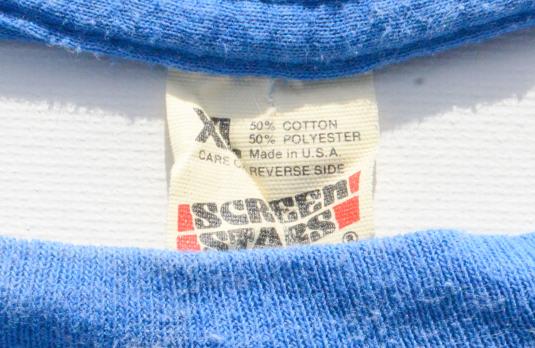 XL
50% COTTON
50% POLYESTER
Made in U.S.A.
CARE REVERSE SIDE
SCREEN
STARS
®